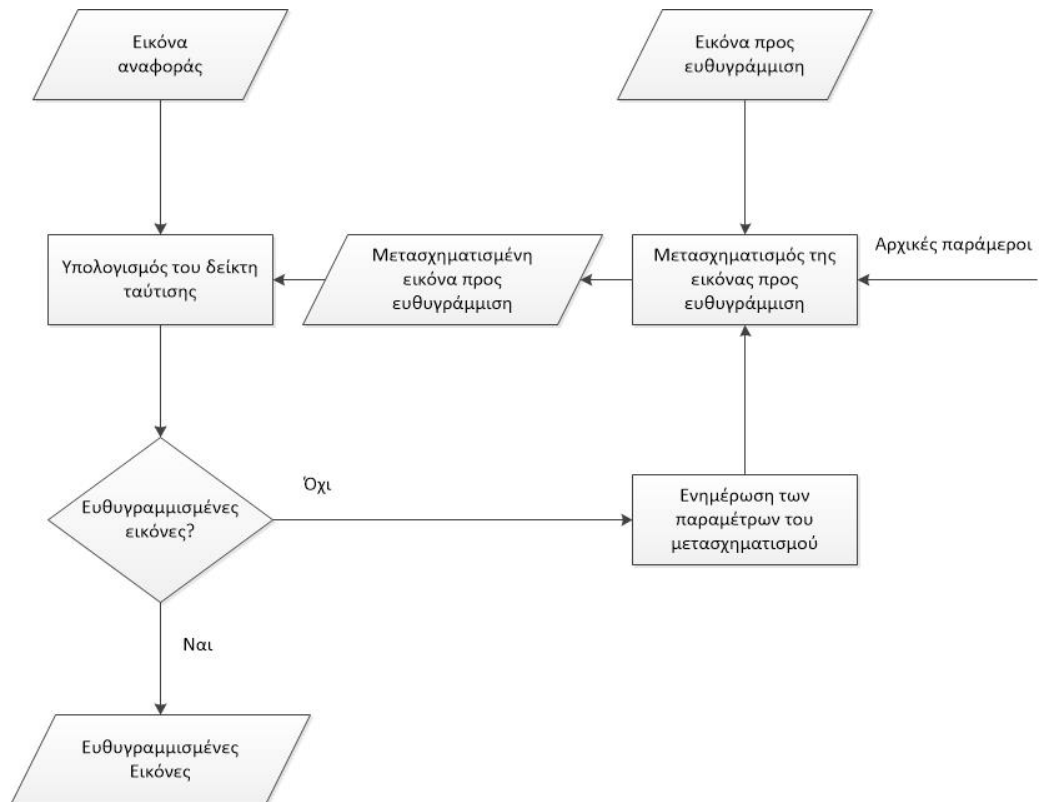 Εικόνα
αναφοράς
Εικόνα προς
ευθυγράμμιση
Υπολογισμός του δείκτη
ταύτισης
Μετασχηματισμένη
εικόνα προς
ευθυγράμμιση
Μετασχηματισμός της
εικόνας προς
ευθυγράμμιση
Αρχικές παράμεροι
Ευθυγραμμισμένες
εικόνες?
Όχι
Ενημέρωση των
παραμέτρων του
μετασχηματισμού
Ναι
Ευθυγραμμισμένες
Εικόνες